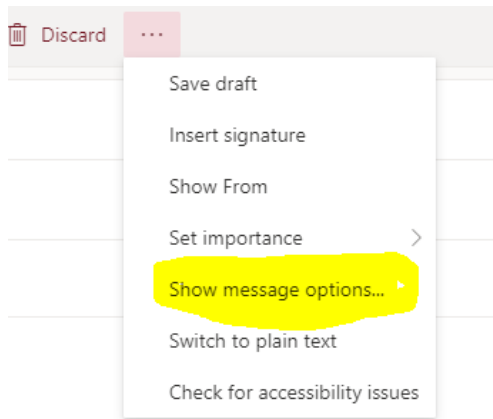 Discard ...
Save draft
Insert signature
Show From
Set importance
Show message options...
Switch to plain text
Check for accessibility issues